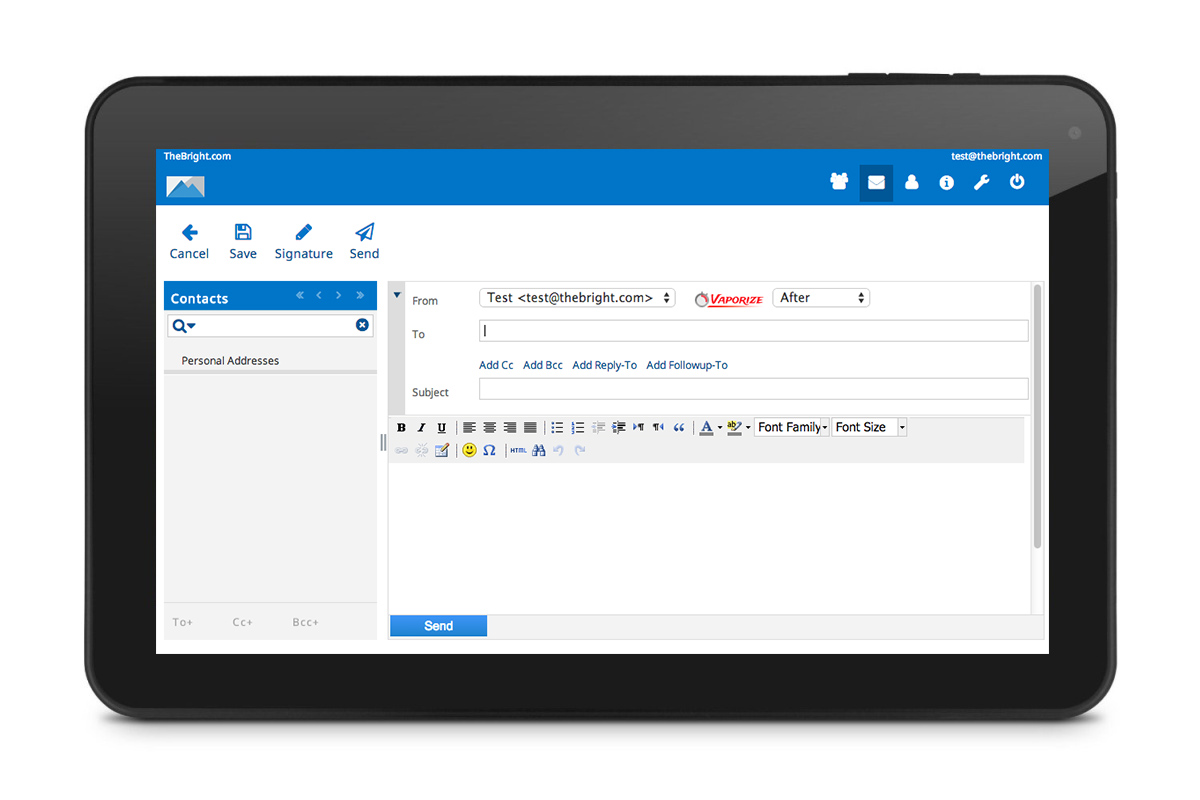 TheBright.com
test@thebright.com
Cancel Save Signature Send
Contacts
Personal Addresses
To+ Cc+ Bcc+
From Test <test@thebright.com> VAPORIZE After
To
Add Cc Add Bcc Add Reply-To Add Followup-To
Subject
B I U A ab Font Family Font Size
Ω HTML
Send